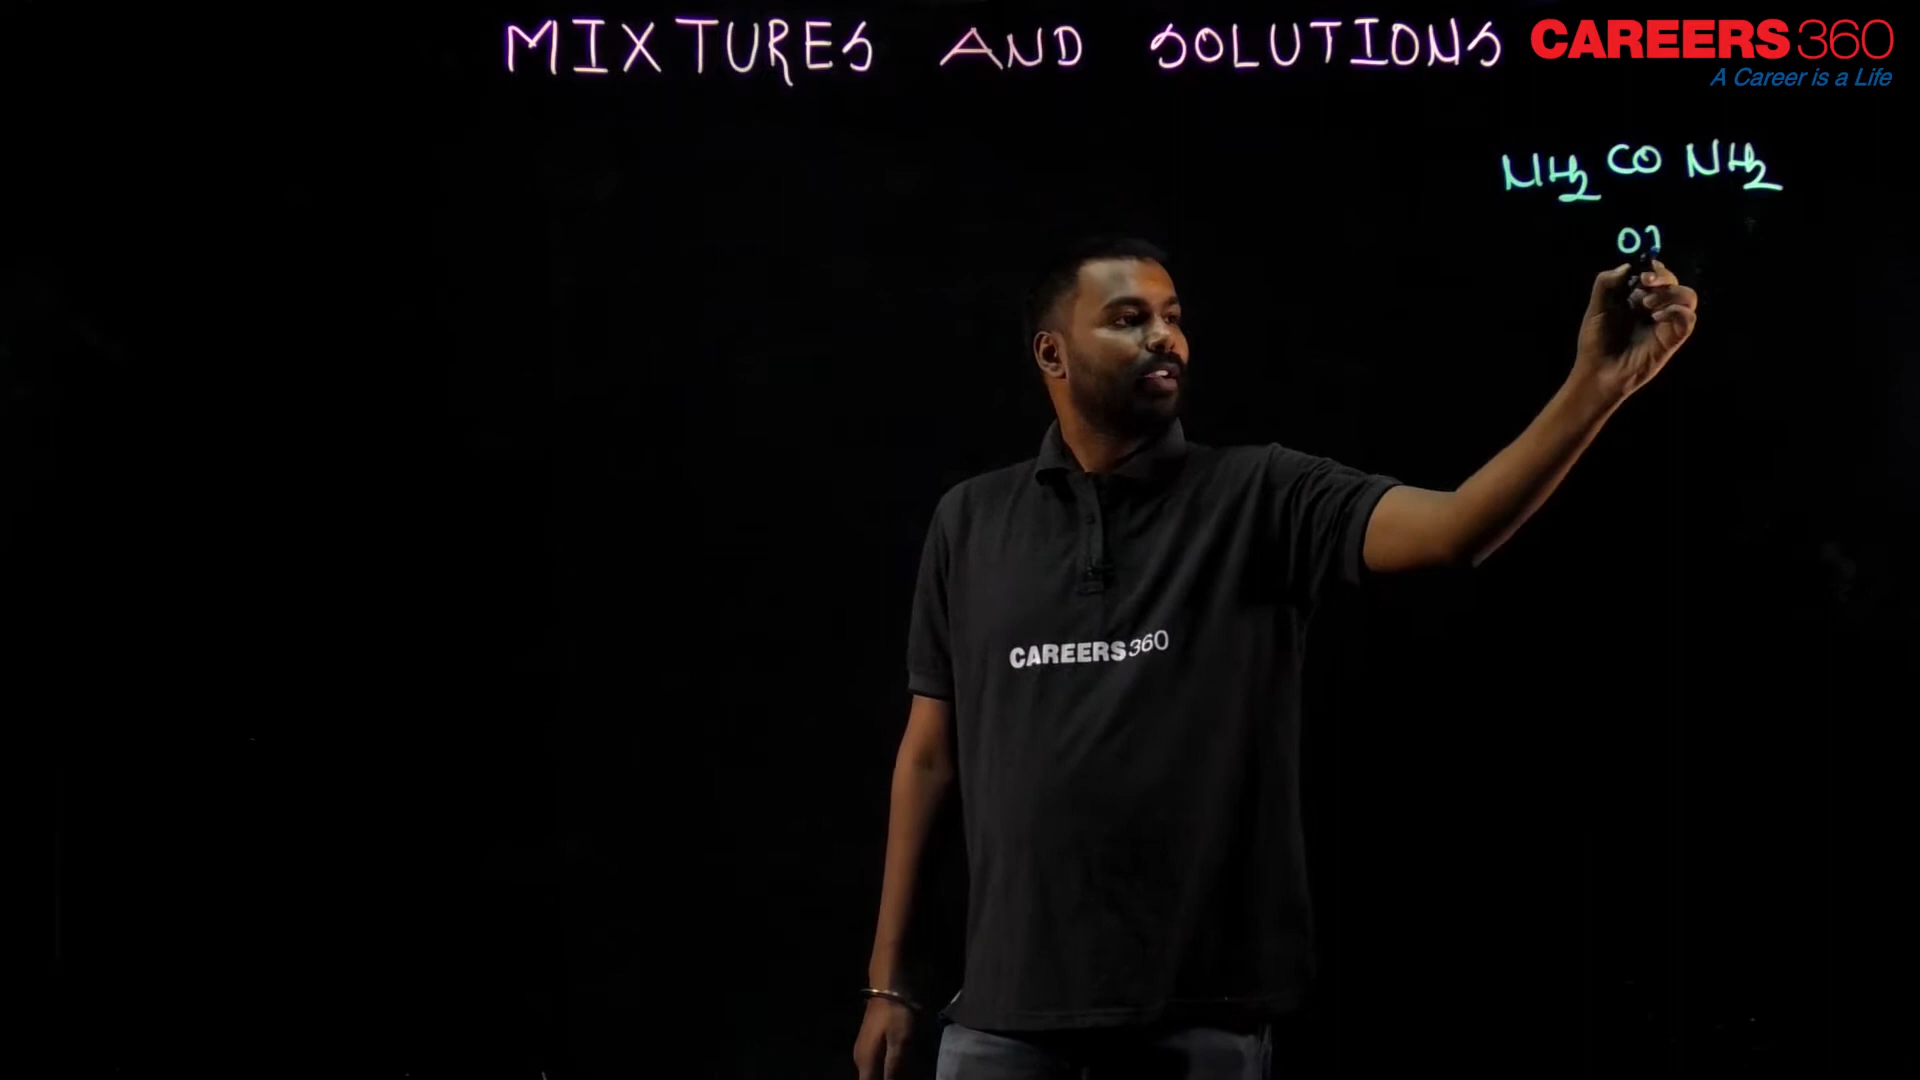 MIXTURES AND SOLUTIONS
CAREERS360
A Career is a Life
NH2 CO NH2
CAREERS360